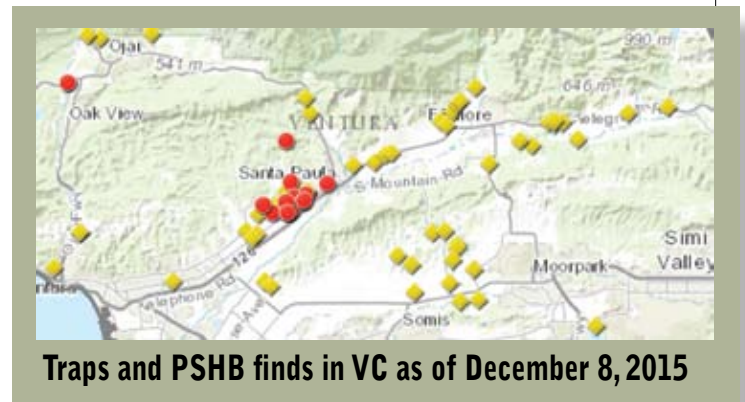 Ojai
990 m
541 m
646 m
Oak View
VENTURA
Fillmore
Telegr
Santa Paula
S Mountain Rd
Simi
Valley
Moorpark
126
Telephone Rd
Somis
Traps and PSHB finds in VC as of December 8, 2015